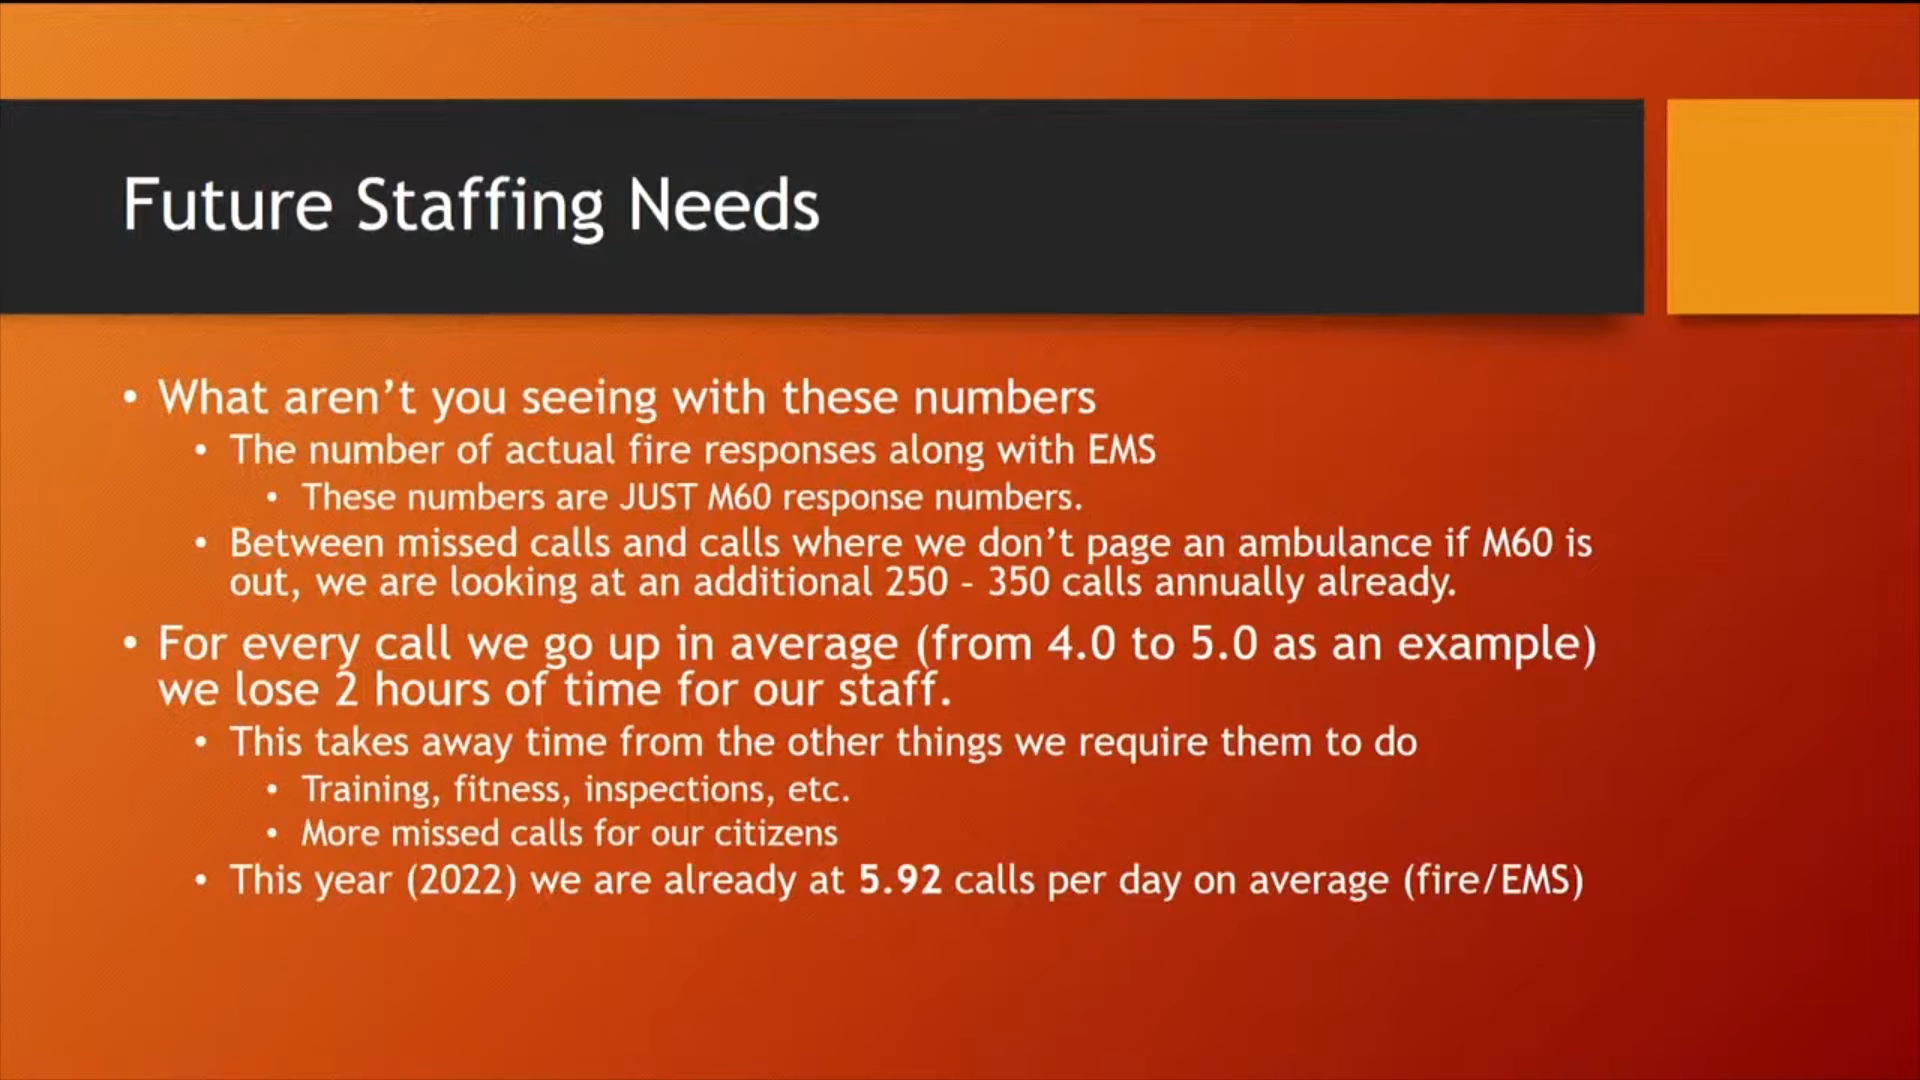 Future Staffing Needs
• What aren’t you seeing with these numbers
• The number of actual fire responses along with EMS
• These numbers are JUST M60 response numbers.
• Between missed calls and calls where we don’t page an ambulance if M60 is
out, we are looking at an additional 250 – 350 calls annually already.
• For every call we go up in average (from 4.0 to 5.0 as an example)
we lose 2 hours of time for our staff.
• This takes away time from the other things we require them to do
• Training, fitness, inspections, etc.
• More missed calls for our citizens
• This year (2022) we are already at 5.92 calls per day on average (fire/EMS)